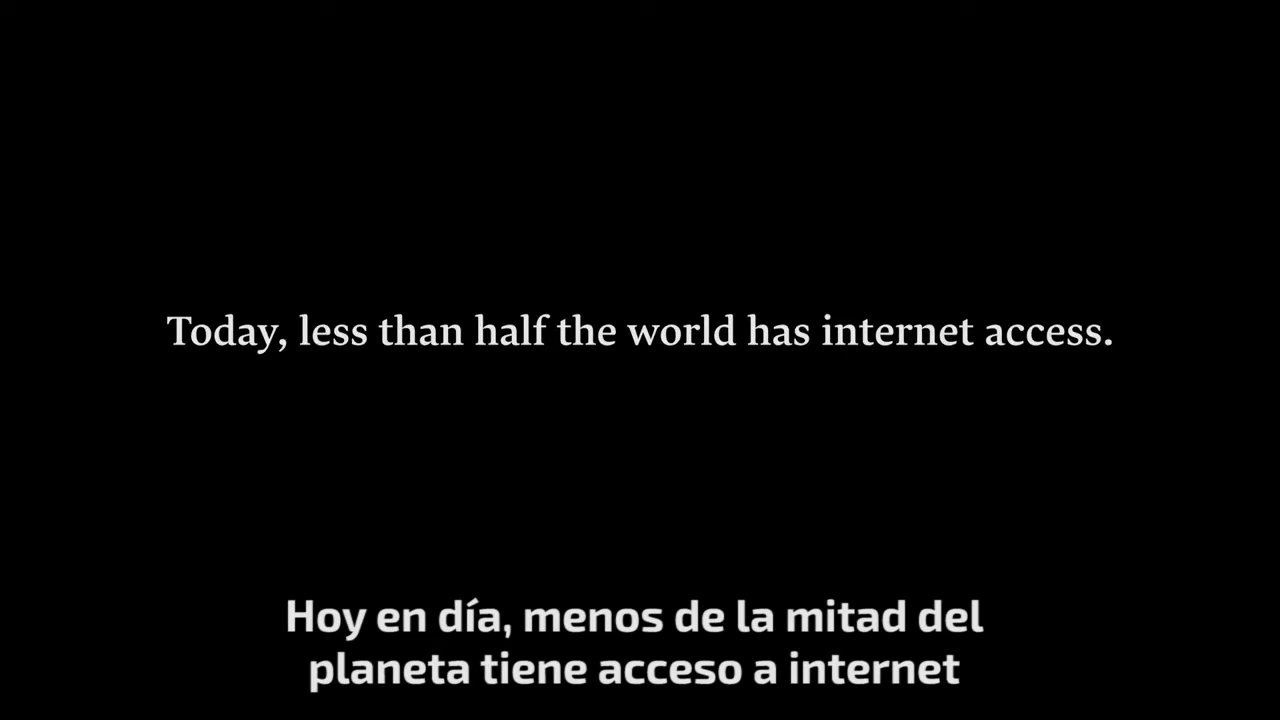 Today, less than half the world has internet access.
Hoy en día, menos de la mitad del
planeta tiene acceso a internet